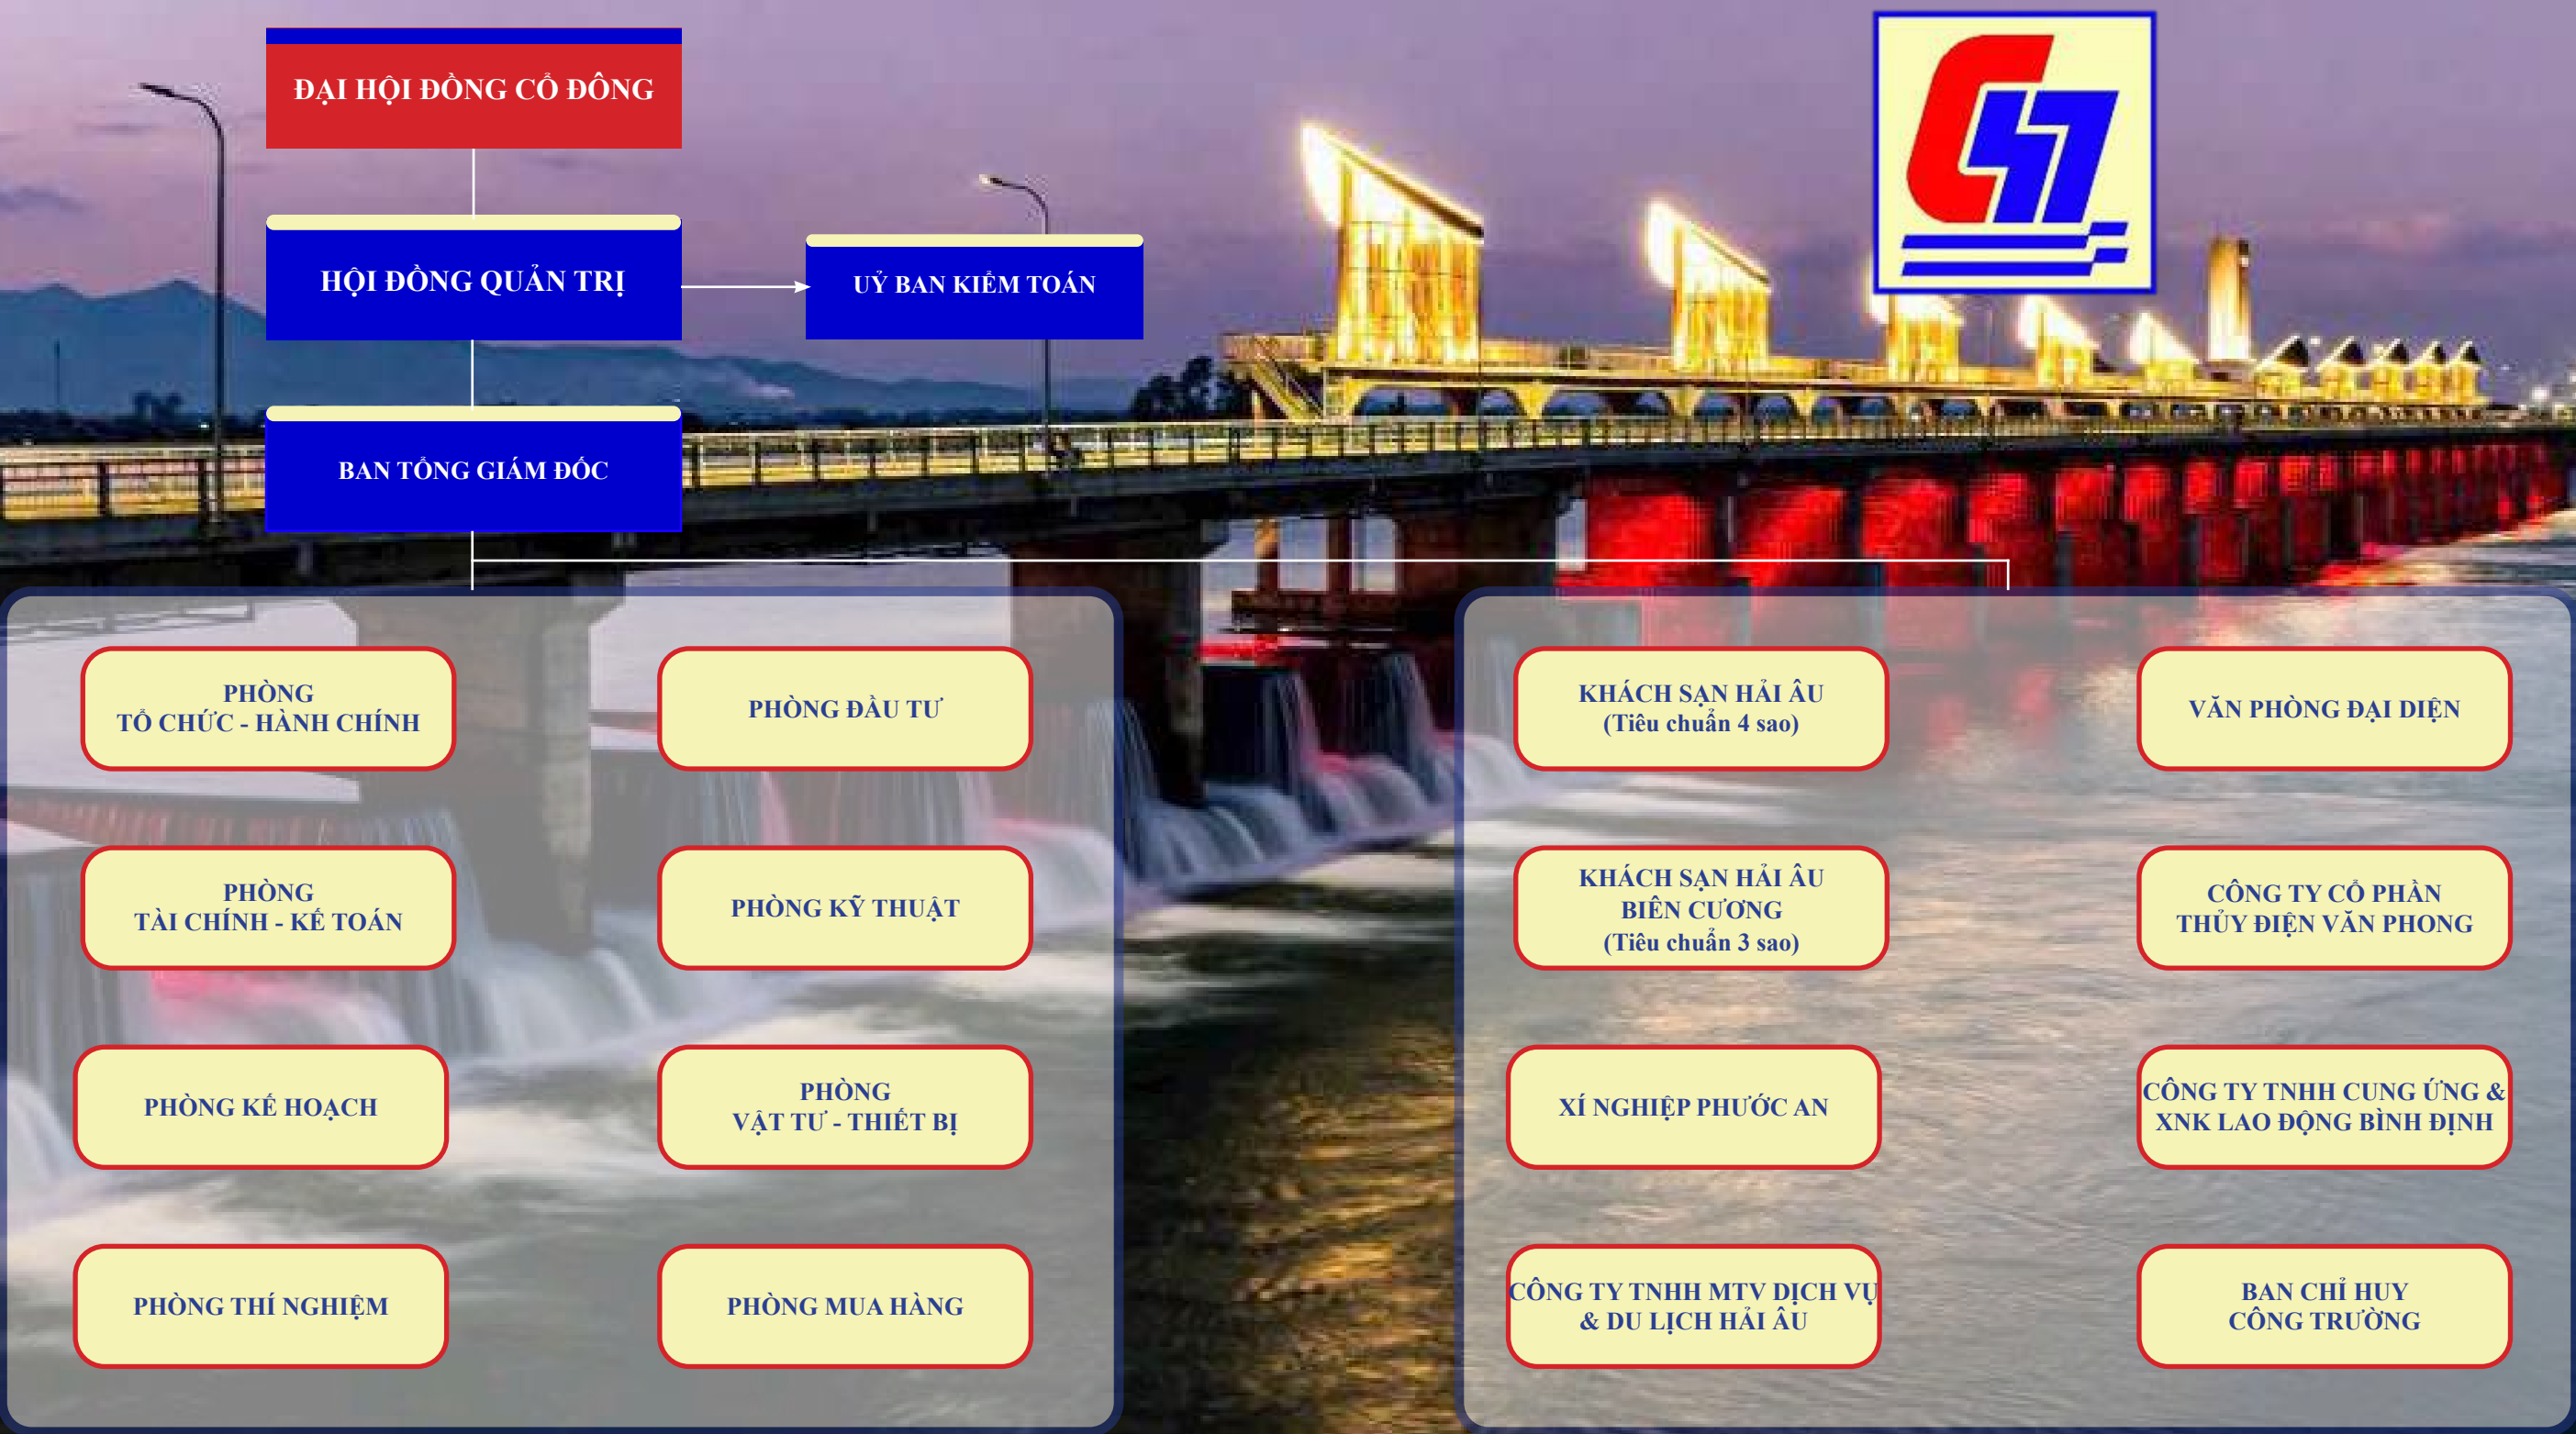 ĐẠI HỘI ĐỒNG CỔ ĐÔNG
HỘI ĐỒNG QUẢN TRỊ
UỶ BAN KIỂM TOÁN
BAN TỔNG GIÁM ĐỐC
PHÒNG
TỔ CHỨC - HÀNH CHÍNH
PHÒNG ĐẦU TƯ
PHÒNG
TÀI CHÍNH - KẾ TOÁN
PHÒNG KỸ THUẬT
PHÒNG KẾ HOẠCH
PHÒNG
VẬT TƯ - THIẾT BỊ
PHÒNG THÍ NGHIỆM
PHÒNG MUA HÀNG
KHÁCH SẠN HẢI ÂU
(Tiêu chuẩn 4 sao)
VĂN PHÒNG ĐẠI DIỆN
KHÁCH SẠN HẢI ÂU
BIÊN CƯƠNG
(Tiêu chuẩn 3 sao)
CÔNG TY CỔ PHẦN
THỦY ĐIỆN VĂN PHONG
XÍ NGHIỆP PHƯỚC AN
CÔNG TY TNHH CUNG ỨNG &
XNK LAO ĐỘNG BÌNH ĐỊNH
CÔNG TY TNHH MTV DỊCH VỤ
& DU LỊCH HẢI ÂU
BAN CHỈ HUY
CÔNG TRƯỜNG